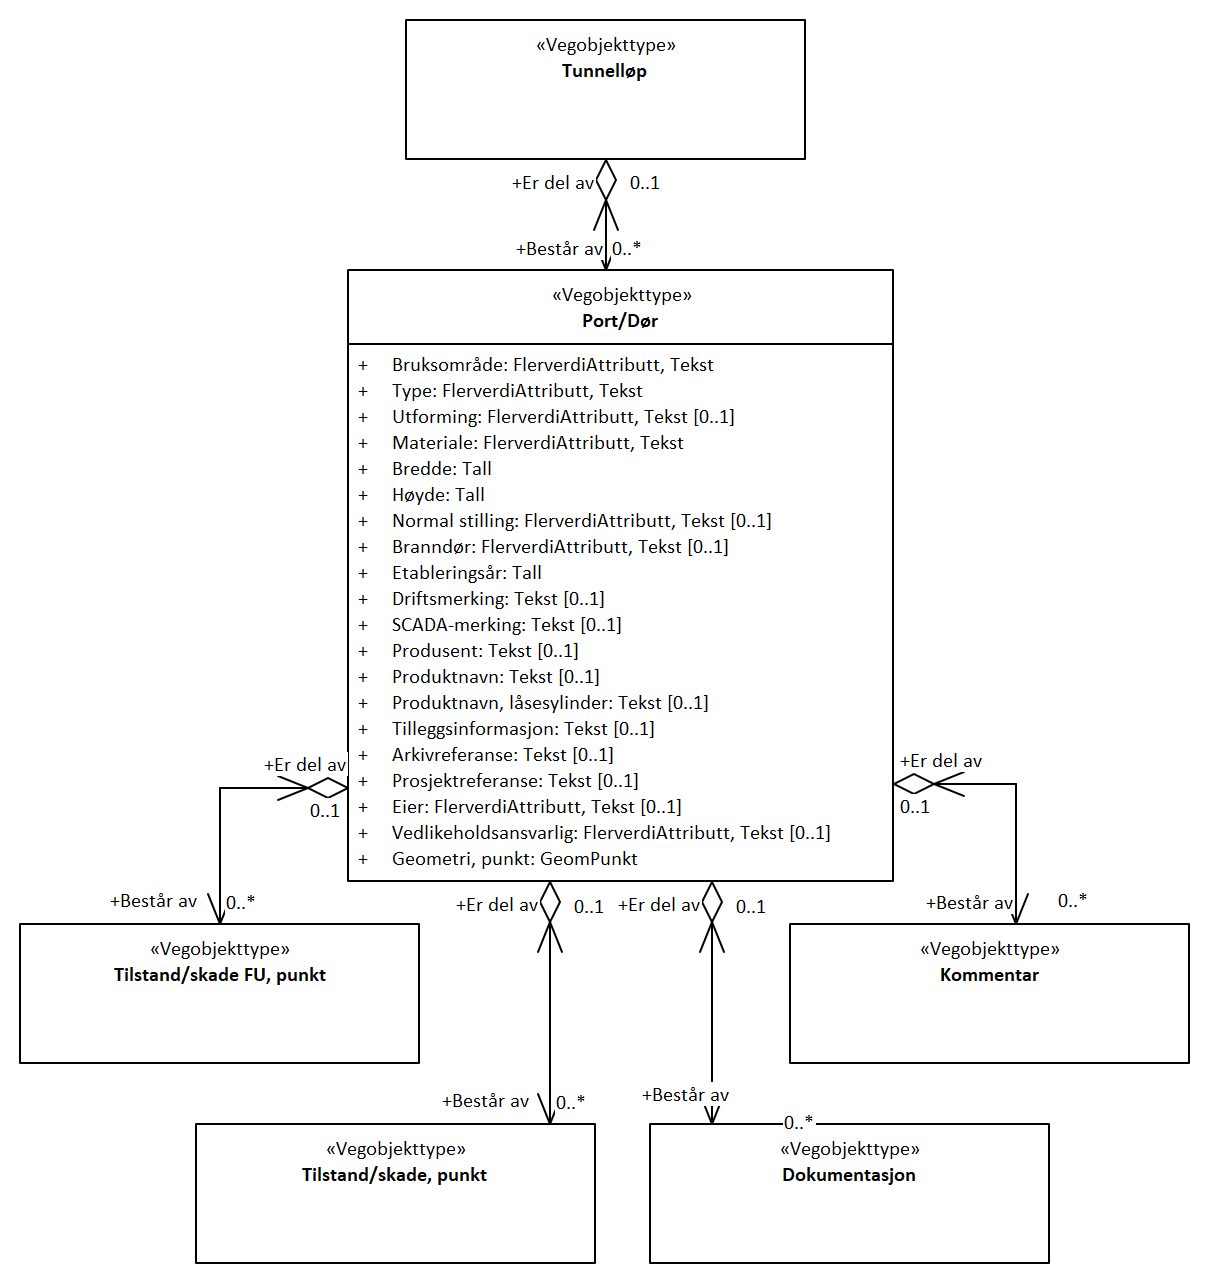 «Vegobjekttype»
Tunnelløp
+Er del av 0..1
+Består av 0..*
«Vegobjekttype»
Port/Dør
+ Bruksområde: FlerverdiAttributt, Tekst
+ Type: FlerverdiAttributt, Tekst
+ Utforming: FlerverdiAttributt, Tekst [0..1]
+ Materiale: FlerverdiAttributt, Tekst
+ Bredde: Tall
+ Høyde: Tall
+ Normal stilling: FlerverdiAttributt, Tekst [0..1]
+ Branndør: FlerverdiAttributt, Tekst [0..1]
+ Etableringsår: Tall
+ Driftsmerking: Tekst [0..1]
+ SCADA-merking: Tekst [0..1]
+ Produsent: Tekst [0..1]
+ Produktnavn: Tekst [0..1]
+ Produktnavn, låsesylinder: Tekst [0..1]
+ Tilleggsinformasjon: Tekst [0..1]
+ Arkivreferanse: Tekst [0..1]
+ Prosjektreferanse: Tekst [0..1]
+ Eier: FlerverdiAttributt, Tekst [0..1]
+ Vedlikeholdsansvarlig: FlerverdiAttributt, Tekst [0..1]
+ Geometri, punkt: GeomPunkt
+Er del av
0..1
+Er del av
0..1
+Består av 0..*
+Er del av 0..1
+Er del av 0..1
+Består av 0..*
«Vegobjekttype»
Tilstand/skade FU, punkt
«Vegobjekttype»
Kommentar
+Består av 0..*
+Består av
0..*
«Vegobjekttype»
Tilstand/skade, punkt
«Vegobjekttype»
Dokumentasjon